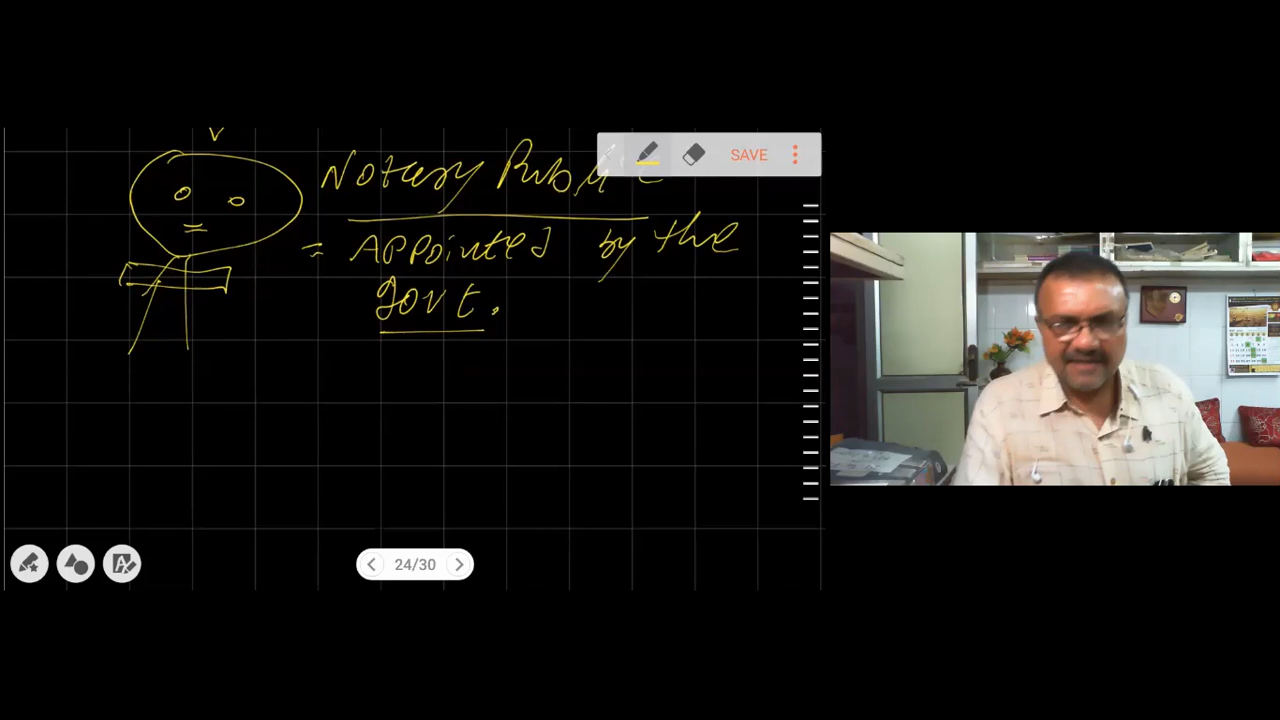 Notary Public
SAVE
= Appointed by the
Govt.
24/30